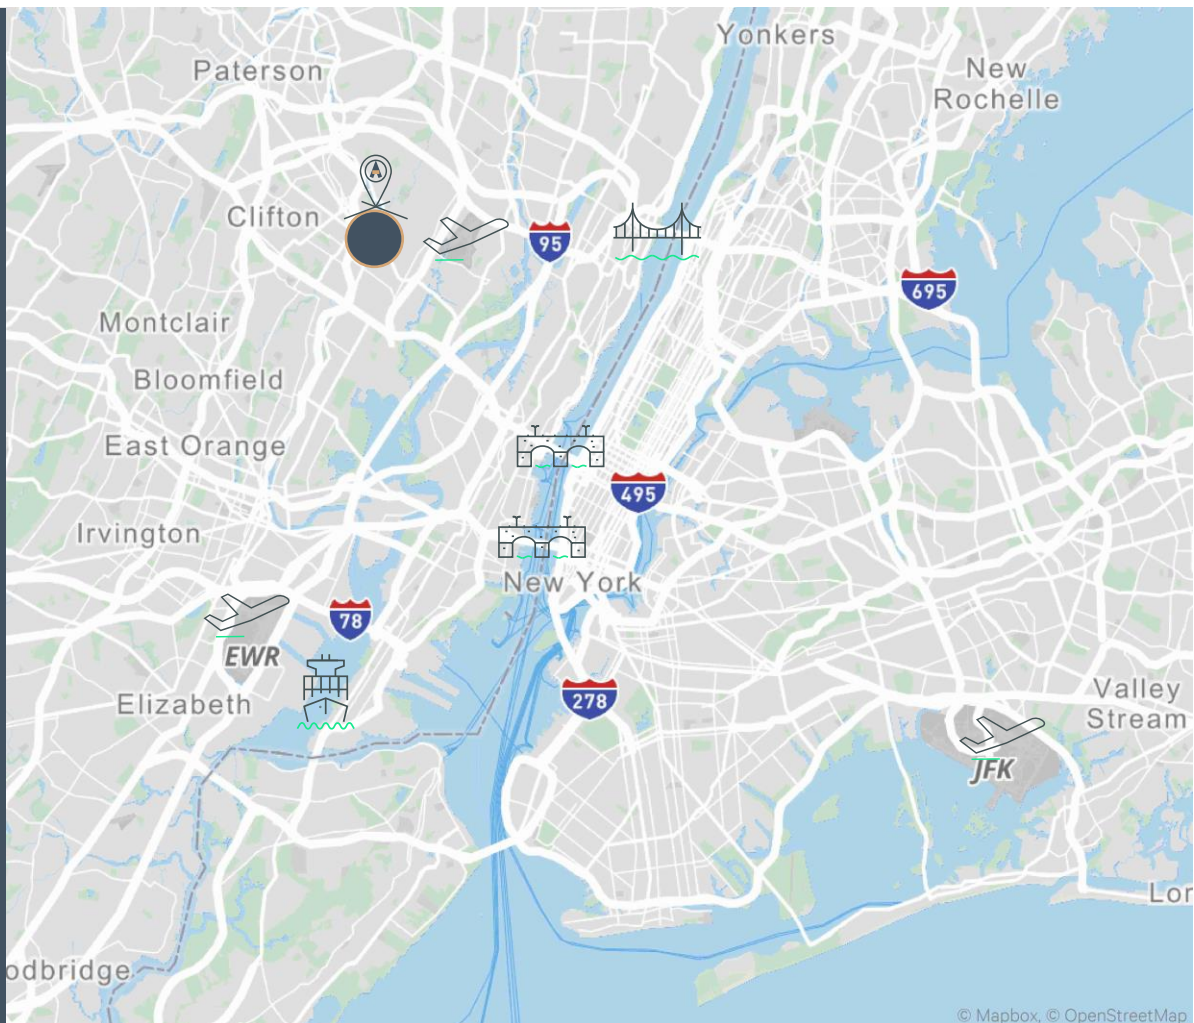 Yonkers
Paterson
New
Rochelle
A
Clifton
95
695
Montclair
Bloomfield
East Orange
495
Irvington
New York
78
EWR
278
Elizabeth
Valley
Stream
JFK
Lor
odbridge
© Mapbox, © OpenStreetMap